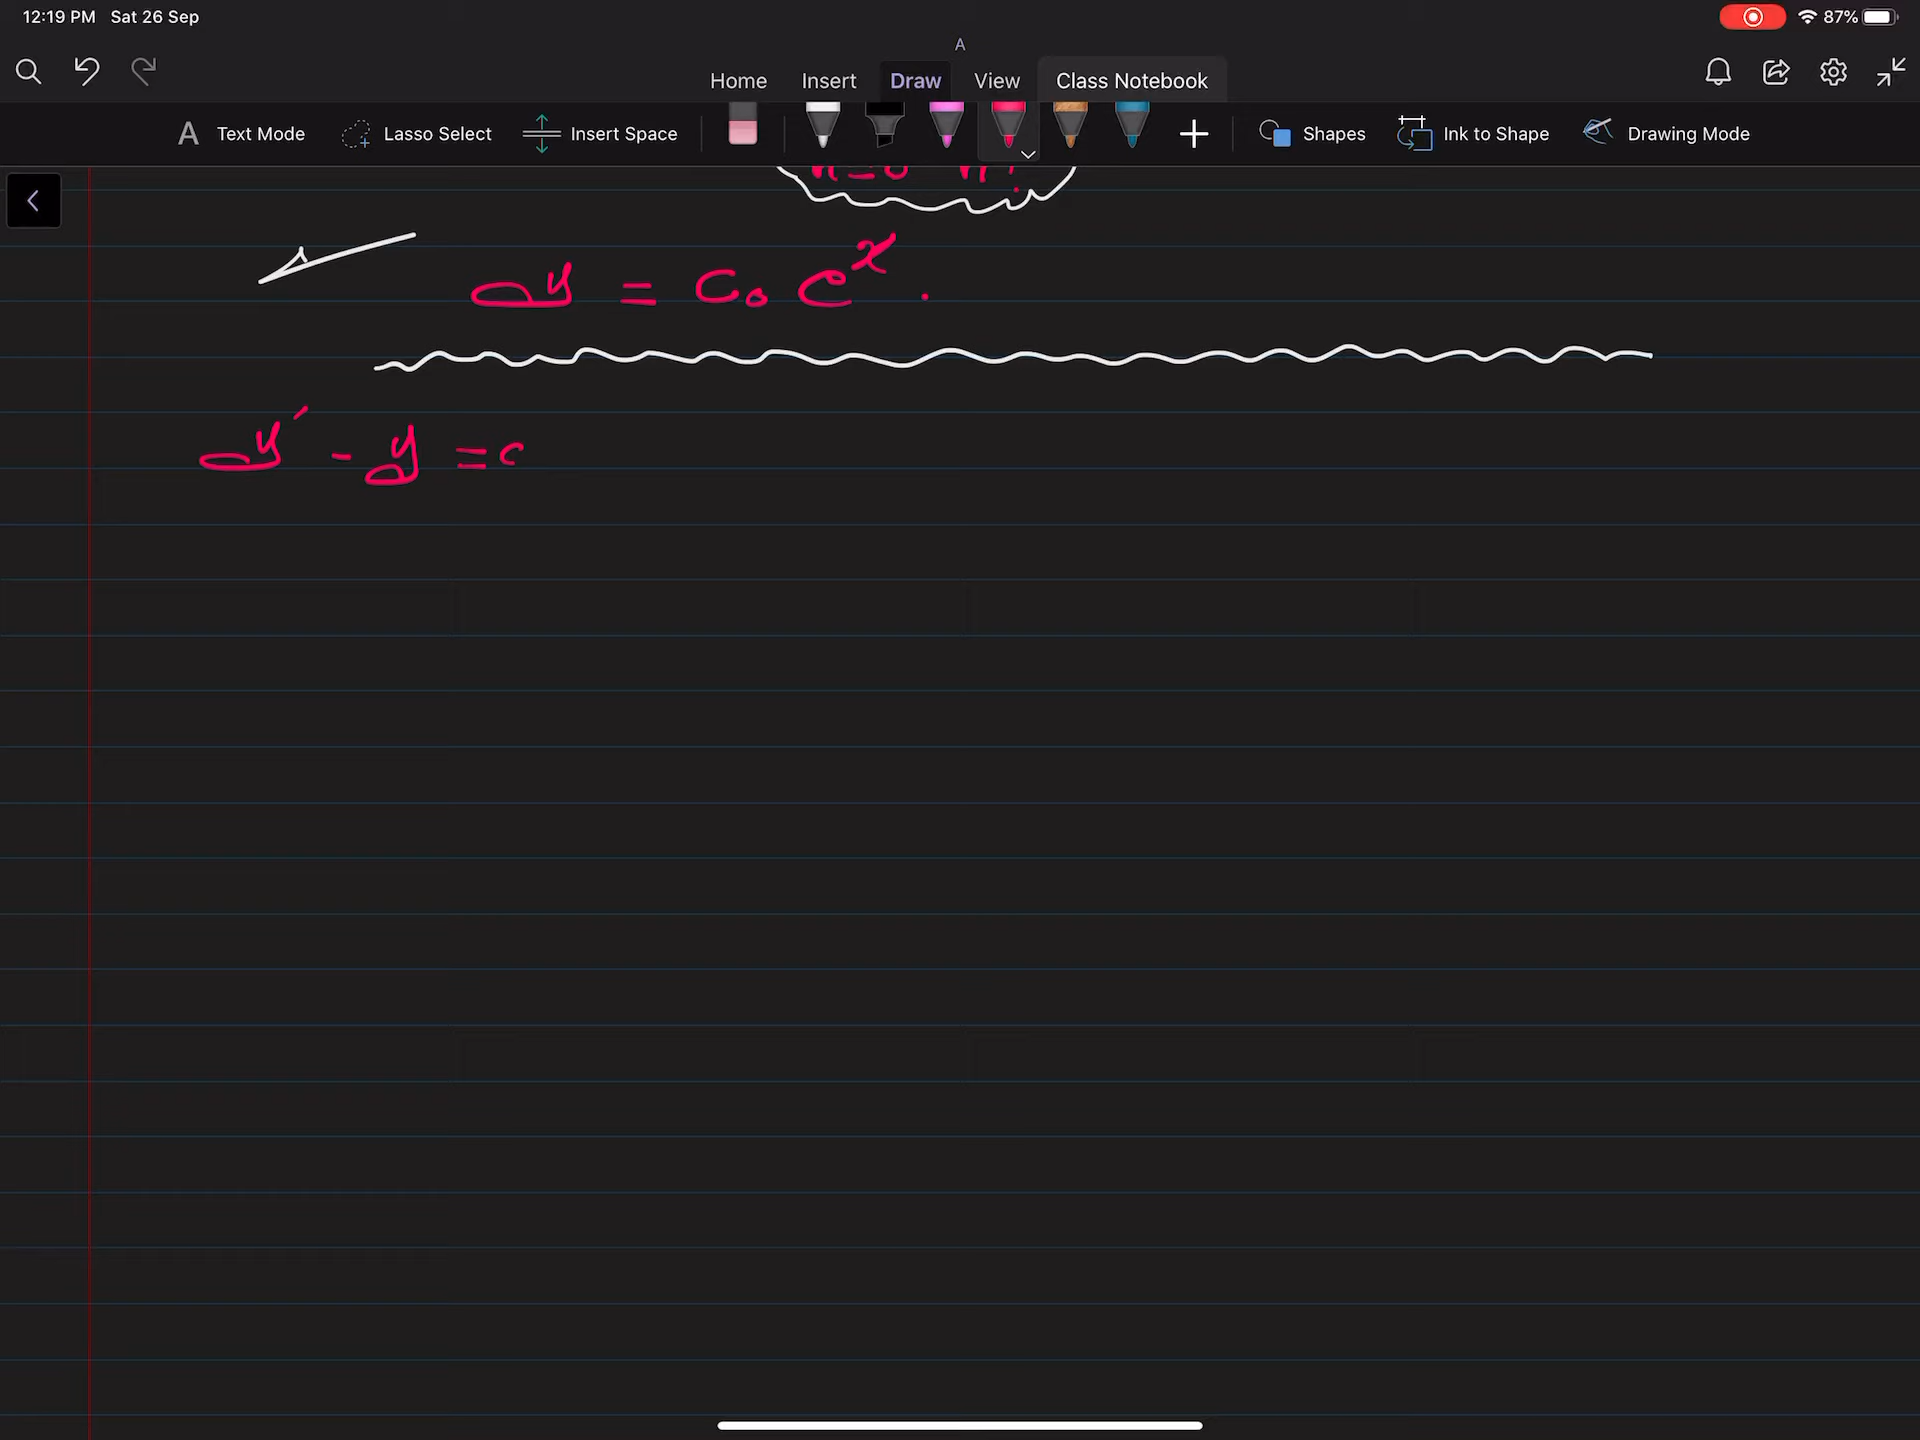 12:19 PM Sat 26 Sep 87%
A
Home Insert Draw View Class Notebook
A Text Mode Lasso Select Insert Space Shapes Ink to Shape Drawing Mode
n=0 n!
y = c₀ eˣ .
y′ - y = c